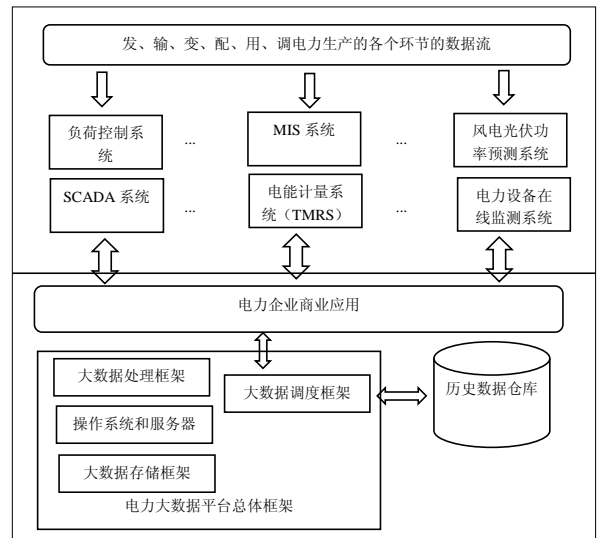 发、输、变、配、用、调电力生产的各个环节的数据流
负荷控制系
统
...
MIS 系统
...
风电光伏功
率预测系统
SCADA 系统
...
电能计量系
统（TMRS）
...
电力设备在
线监测系统
电力企业商业应用
大数据处理框架
大数据调度框架
历史数据仓库
操作系统和服务器
大数据存储框架
电力大数据平台总体框架